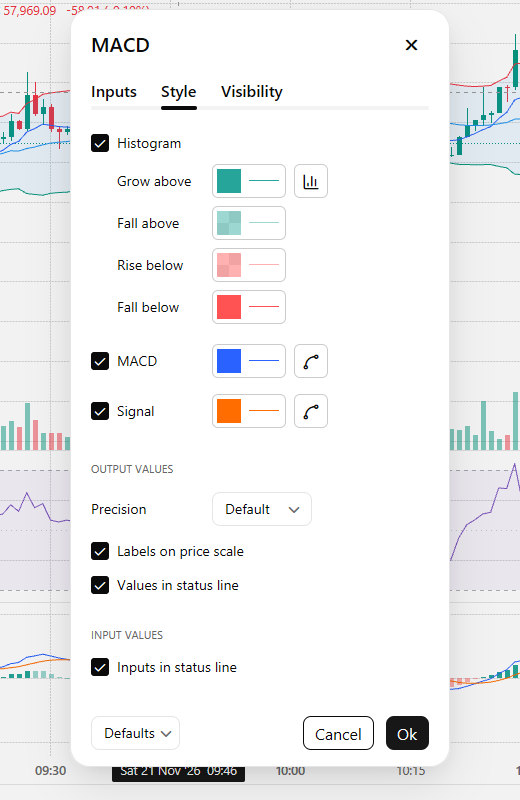 57,969.09
MACD
Inputs Style Visibility
Histogram
Grow above
Fall above
Rise below
Fall below
MACD
Signal
OUTPUT VALUES
Precision Default
Labels on price scale
Values in status line
INPUT VALUES
Inputs in status line
Defaults Cancel Ok
09:30 Sat 21 Nov '26 09:46 10:00 10:15